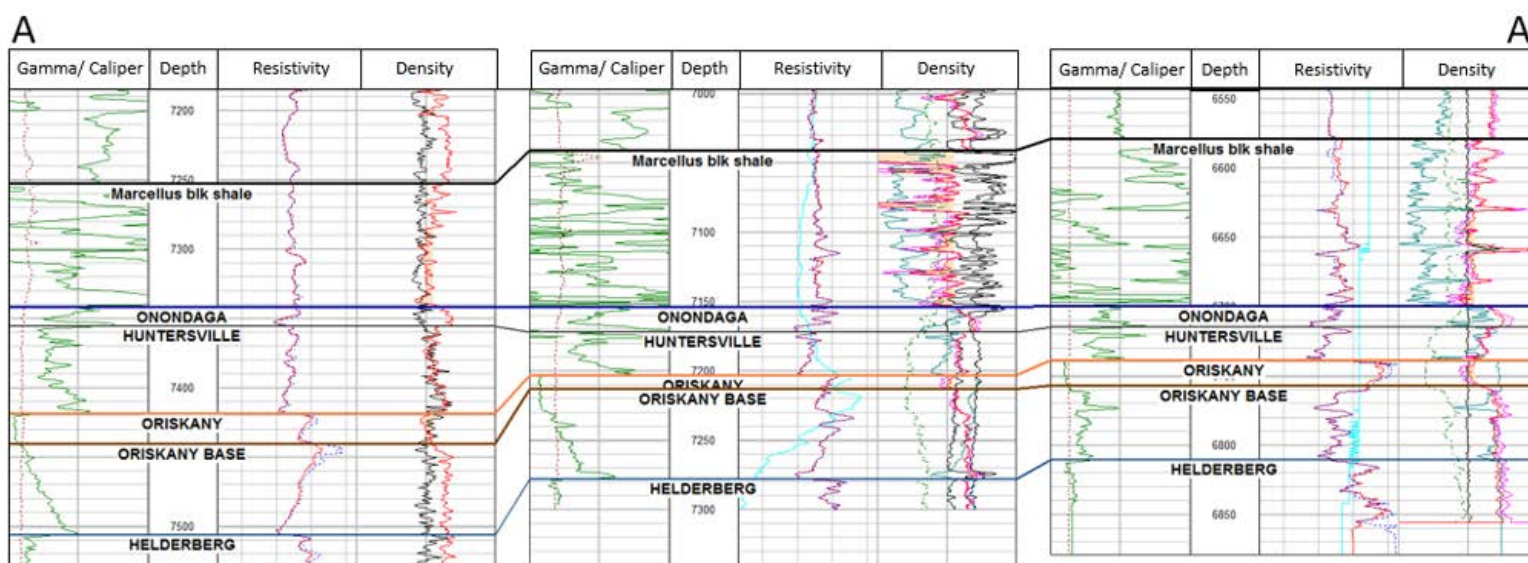 A A
Gamma/ Caliper Depth Resistivity Density
Gamma/ Caliper Depth Resistivity Density
Gamma/ Caliper Depth Resistivity Density
7200
7250
Marcellus blk shale
7300
ONONDAGA
HUNTERSVILLE
7400
ORISKANY
ORISKANY BASE
7500
HELDERBERG
7000
Marcellus blk shale
7100
7150
ONONDAGA
HUNTERSVILLE
7200
ORISKANY
ORISKANY BASE
7250
HELDERBERG
7300
6550
Marcellus blk shale
6600
6650
ONONDAGA
HUNTERSVILLE
ORISKANY
ORISKANY BASE
6800
HELDERBERG
6850